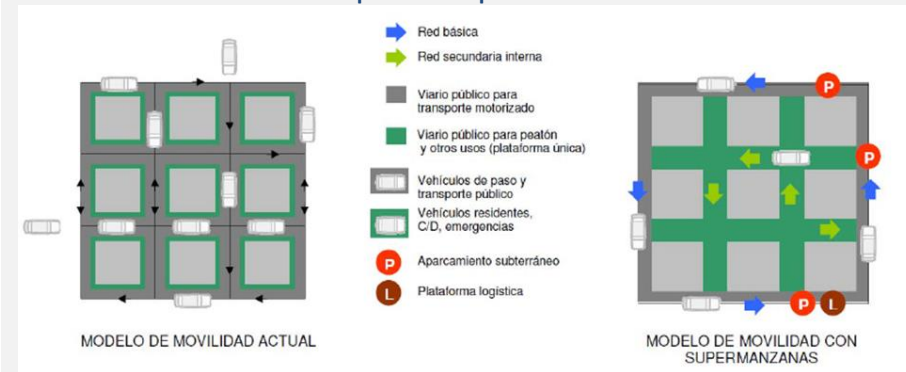 Red básica
Red secundaria interna
Viario público para
transporte motorizado
Viario público para peatón
y otros usos (plataforma única)
Vehículos de paso y
transporte público
Vehículos residentes,
C/D, emergencias
P
Aparcamiento subterráneo
L
Plataforma logística
MODELO DE MOVILIDAD ACTUAL
P
P
P
L
MODELO DE MOVILIDAD CON
SUPERMANZANAS